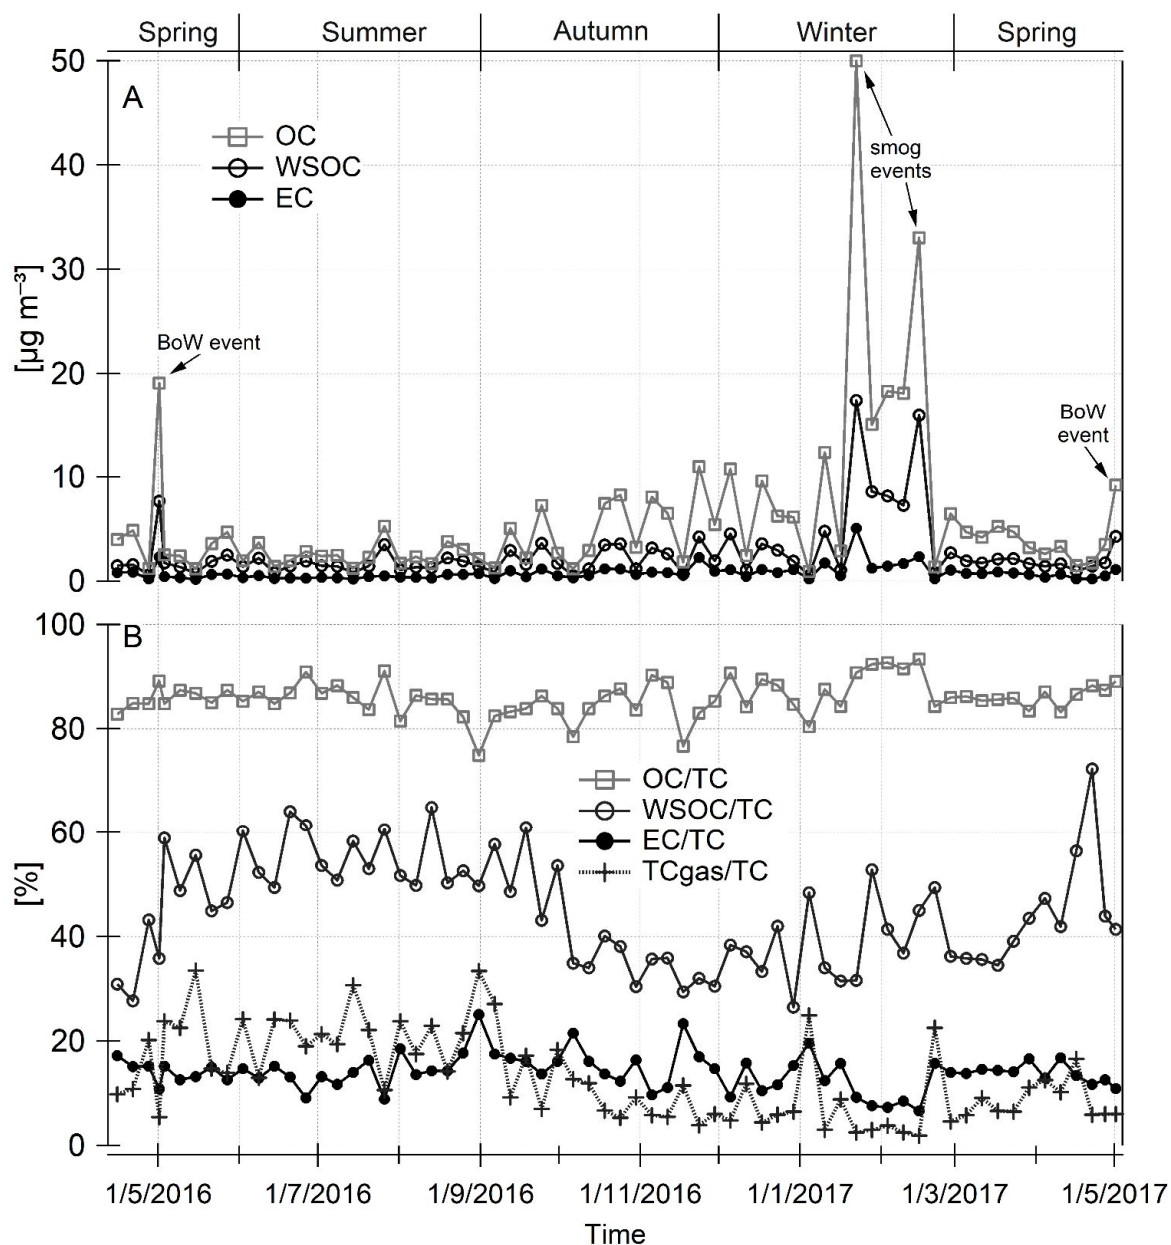 Spring Summer Autumn Winter Spring
50
A
OC
WSOC
EC
smog
events
40
30
[µg m⁻³]
BoW event
20
BoW
event
10
0
100
B
80
OC/TC
WSOC/TC
EC/TC
TCgas/TC
60
[%]
40
20
0
1/5/2016 1/7/2016 1/9/2016 1/11/2016 1/1/2017 1/3/2017 1/5/2017
Time